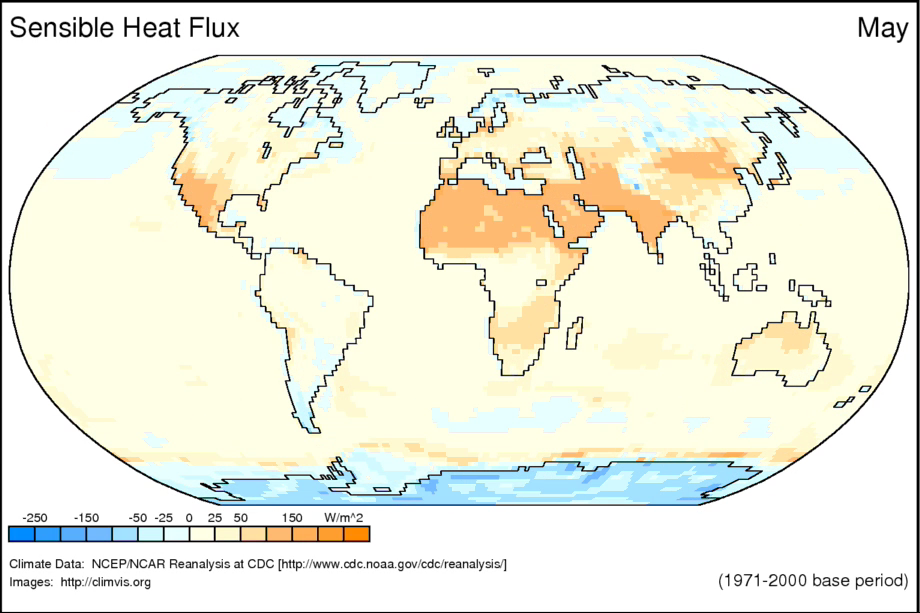 Sensible Heat Flux
May
-250 -150 -50 -25 0 25 50 150 W/m^2
Climate Data: NCEP/NCAR Reanalysis at CDC [http://www.cdc.noaa.gov/cdc/reanalysis/]
Images: http://climvis.org
(1971-2000 base period)